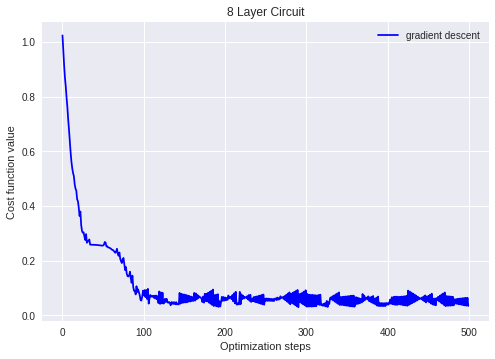 8 Layer Circuit
gradient descent
Cost function value
1.0
0.8
0.6
0.4
0.2
0.0
0 100 200 300 400 500
Optimization steps